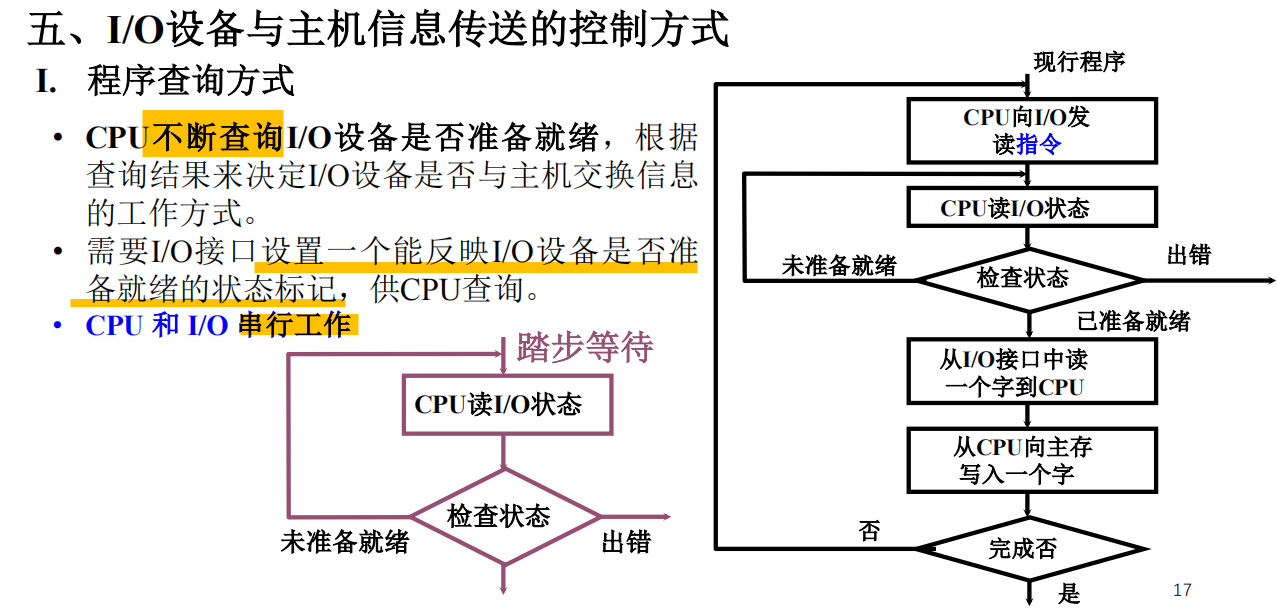 五、I/O设备与主机信息传送的控制方式
I. 程序查询方式
• CPU不断查询I/O设备是否准备就绪，根据
查询结果来决定I/O设备是否与主机交换信息
的工作方式。
• 需要I/O接口设置一个能反映I/O设备是否准
备就绪的状态标记，供CPU查询。
• CPU 和 I/O 串行工作
踏步等待
CPU读I/O状态
检查状态
未准备就绪
出错
现行程序
CPU向I/O发
读指令
CPU读I/O状态
未准备就绪
检查状态
出错
已准备就绪
从I/O接口中读
一个字到CPU
从CPU向主存
写入一个字
否
完成否
是
17